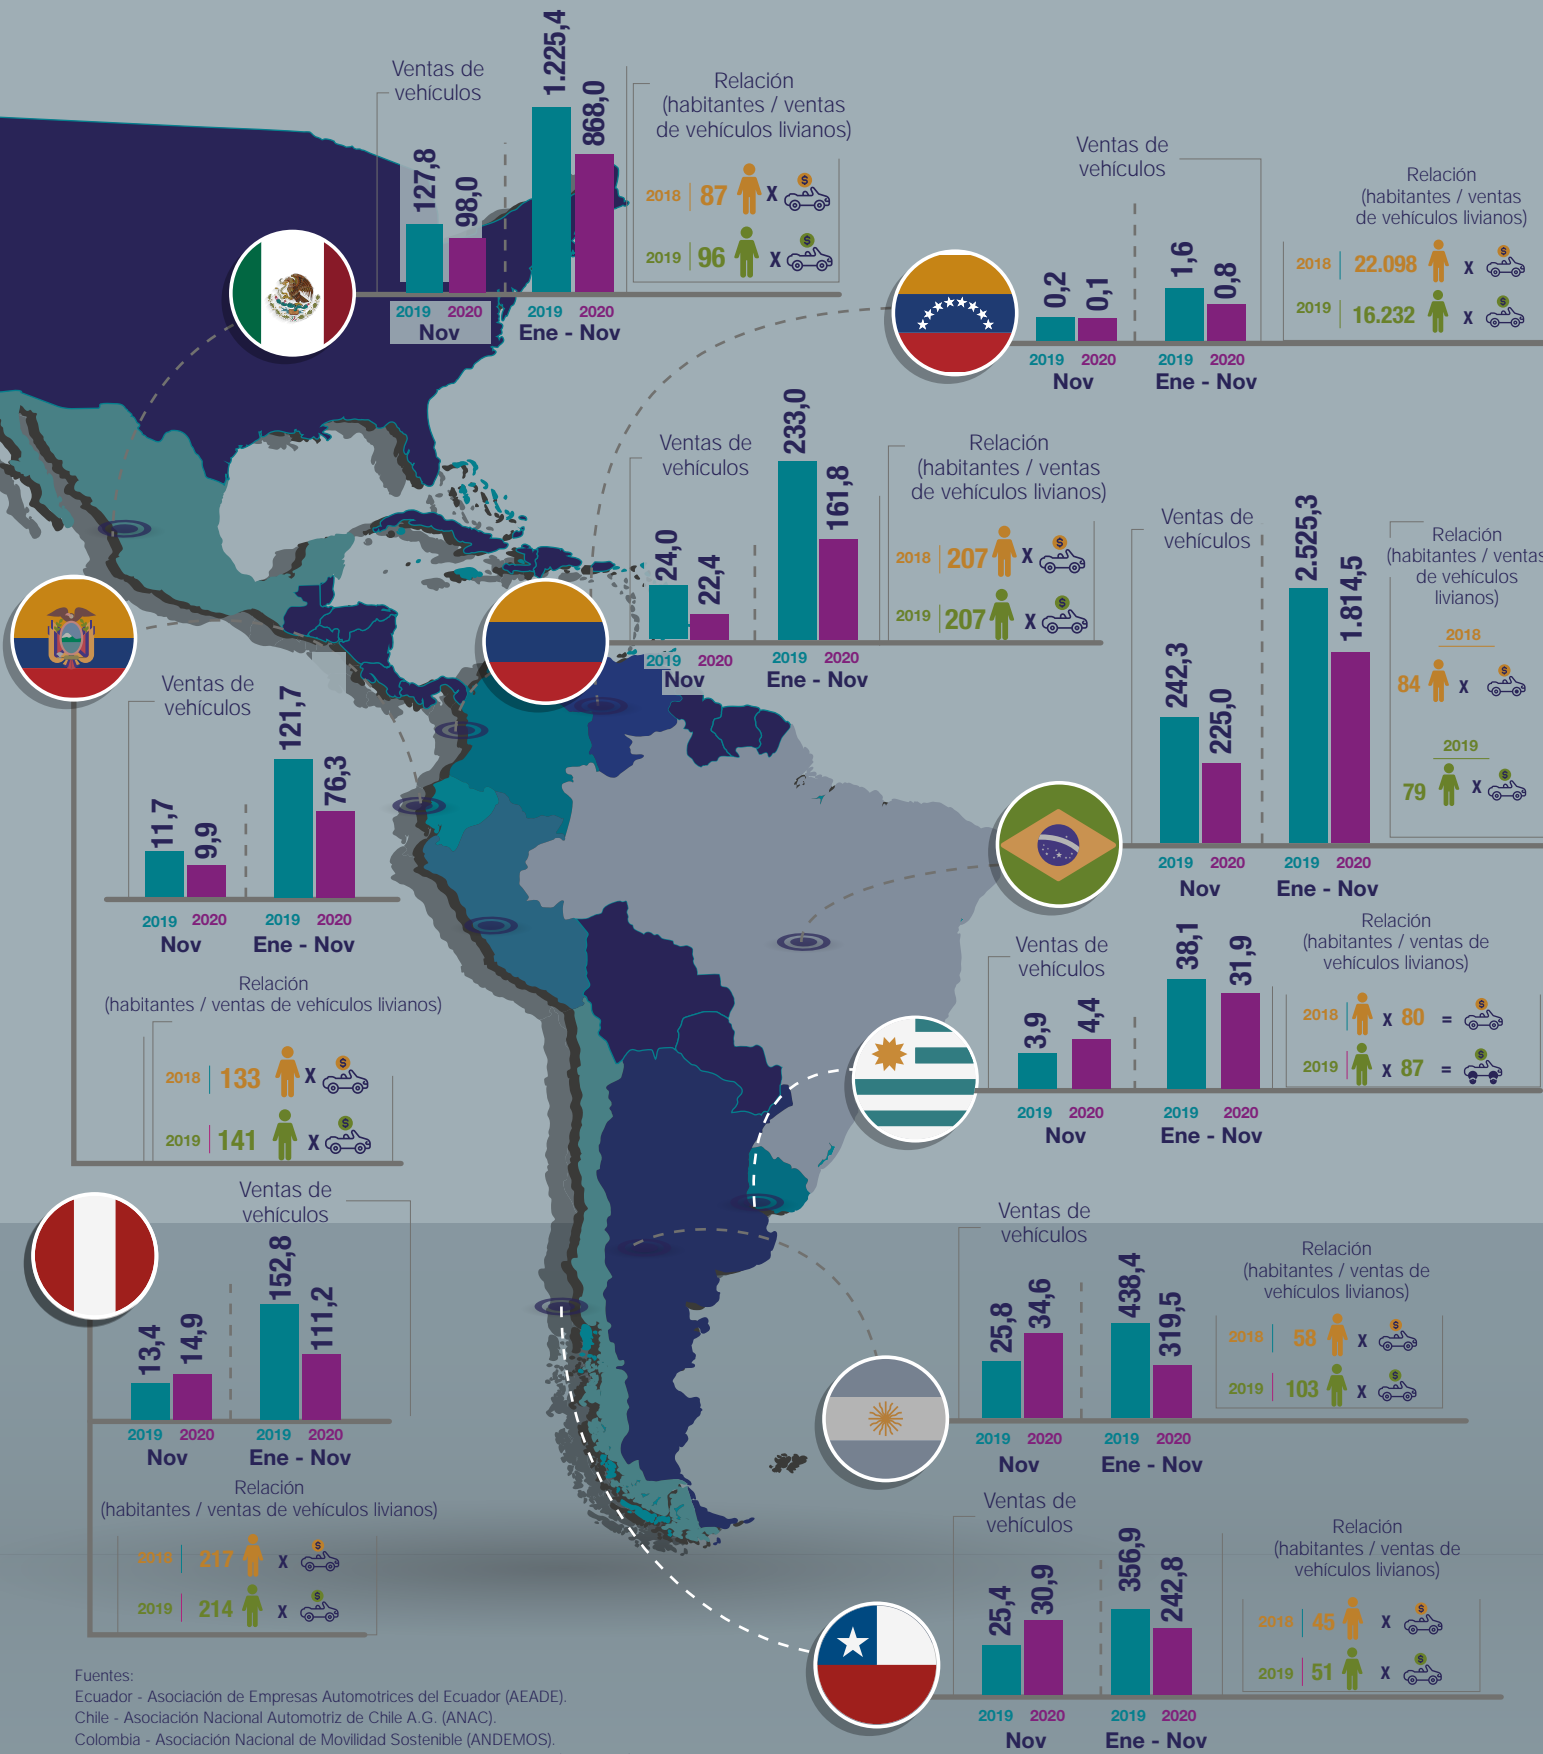 Ventas de
vehículos
127,8
98,0
1.225,4
868,0
2019 2020
Nov
2019 2020
Ene - Nov
Relación
(habitantes / ventas
de vehículos livianos)
2018 87 X $
2019 96 X $
Ventas de
vehículos
0,2
0,1
1,6
0,8
2019 2020
Nov
2019 2020
Ene - Nov
Relación
(habitantes / ventas
de vehículos livianos)
2018 22.098 X $
2019 16.232 X $
Ventas de
vehículos
24,0
22,4
233,0
161,8
2019 2020
Nov
2019 2020
Ene - Nov
Relación
(habitantes / ventas
de vehículos livianos)
2018 207 X $
2019 207 X $
Ventas de
vehículos
242,3
225,0
2.525,3
1.814,5
2019 2020
Nov
2019 2020
Ene - Nov
Relación
(habitantes / ventas
de vehículos
livianos)
2018
84 X $
2019
79 X $
Ventas de
vehículos
11,7
9,9
121,7
76,3
2019 2020
Nov
2019 2020
Ene - Nov
Relación
(habitantes / ventas de vehículos livianos)
2018 133 X $
2019 141 X $
Ventas de
vehículos
3,9
4,4
38,1
31,9
2019 2020
Nov
2019 2020
Ene - Nov
Relación
(habitantes / ventas de
vehículos livianos)
2018 X 80 = $
2019 X 87 = $
Ventas de
vehículos
13,4
14,9
152,8
111,2
2019 2020
Nov
2019 2020
Ene - Nov
Relación
(habitantes / ventas de vehículos livianos)
2018 217 X $
2019 214 X $
Ventas de
vehículos
25,8
34,6
438,4
319,5
2019 2020
Nov
2019 2020
Ene - Nov
Relación
(habitantes / ventas de
vehículos livianos)
2018 58 X $
2019 103 X $
Ventas de
vehículos
25,4
30,9
356,9
242,8
2019 2020
Nov
2019 2020
Ene - Nov
Relación
(habitantes / ventas de
vehículos livianos)
2018 45 X $
2019 51 X $
Fuentes:
Ecuador - Asociación de Empresas Automotrices del Ecuador (AEADE).
Chile - Asociación Nacional Automotriz de Chile A.G. (ANAC).
Colombia - Asociación Nacional de Movilidad Sostenible (ANDEMOS).